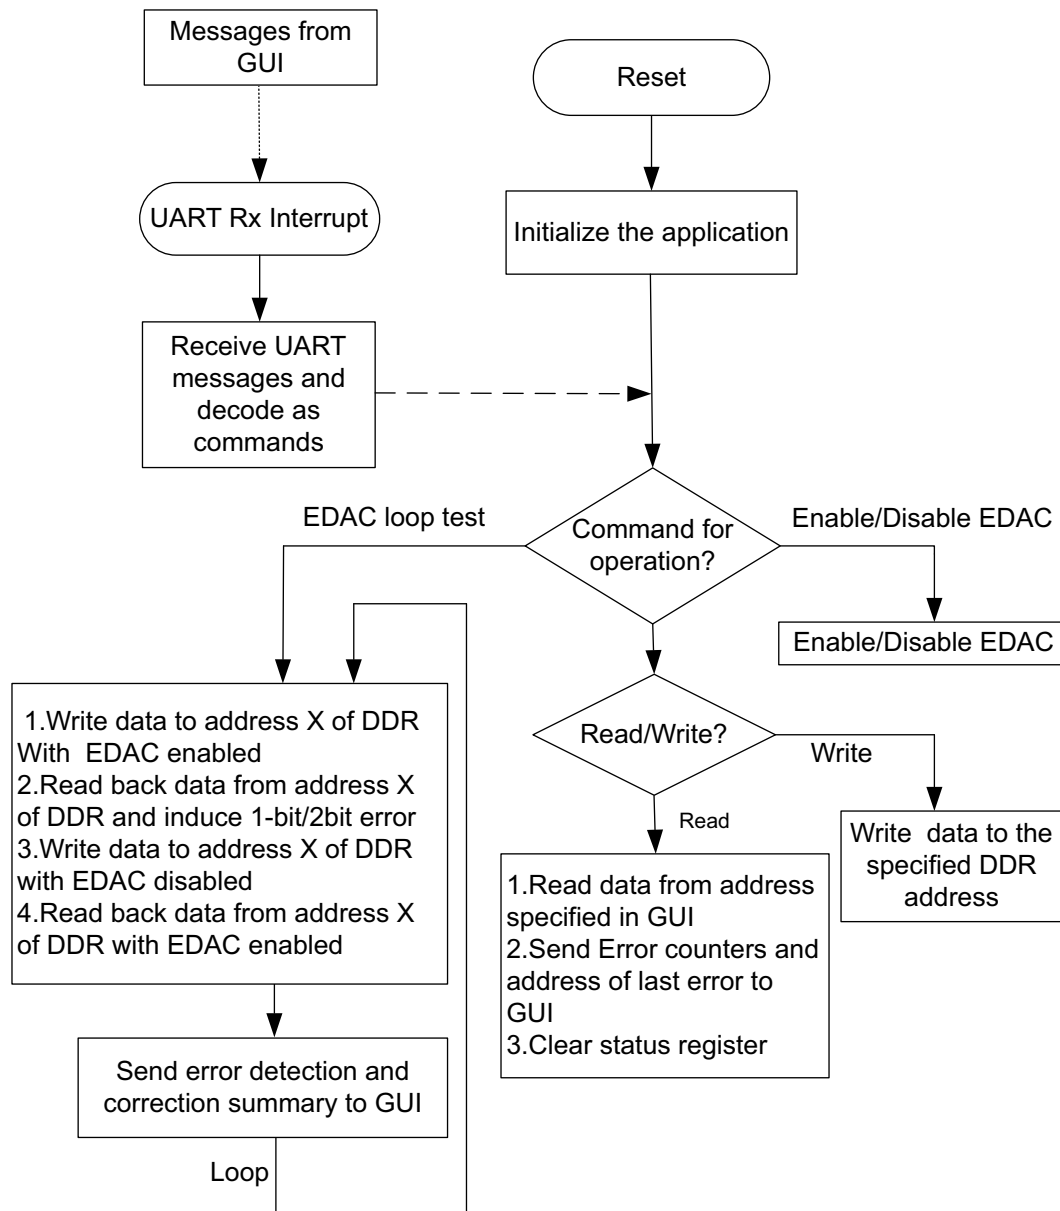 Messages from
GUI
Reset
UART Rx Interrupt
Initialize the application
Receive UART
messages and
decode as
commands
EDAC loop test
Command for
operation?
Enable/Disable EDAC
Enable/Disable EDAC
1.Write data to address X of DDR
With EDAC enabled
2.Read back data from address X
of DDR and induce 1-bit/2bit error
3.Write data to address X of DDR
with EDAC disabled
4.Read back data from address X
of DDR with EDAC enabled
Read/Write?
Write
Read
Write data to the
specified DDR
address
1.Read data from address
specified in GUI
2.Send Error counters and
address of last error to
GUI
3.Clear status register
Send error detection and
correction summary to GUI
Loop